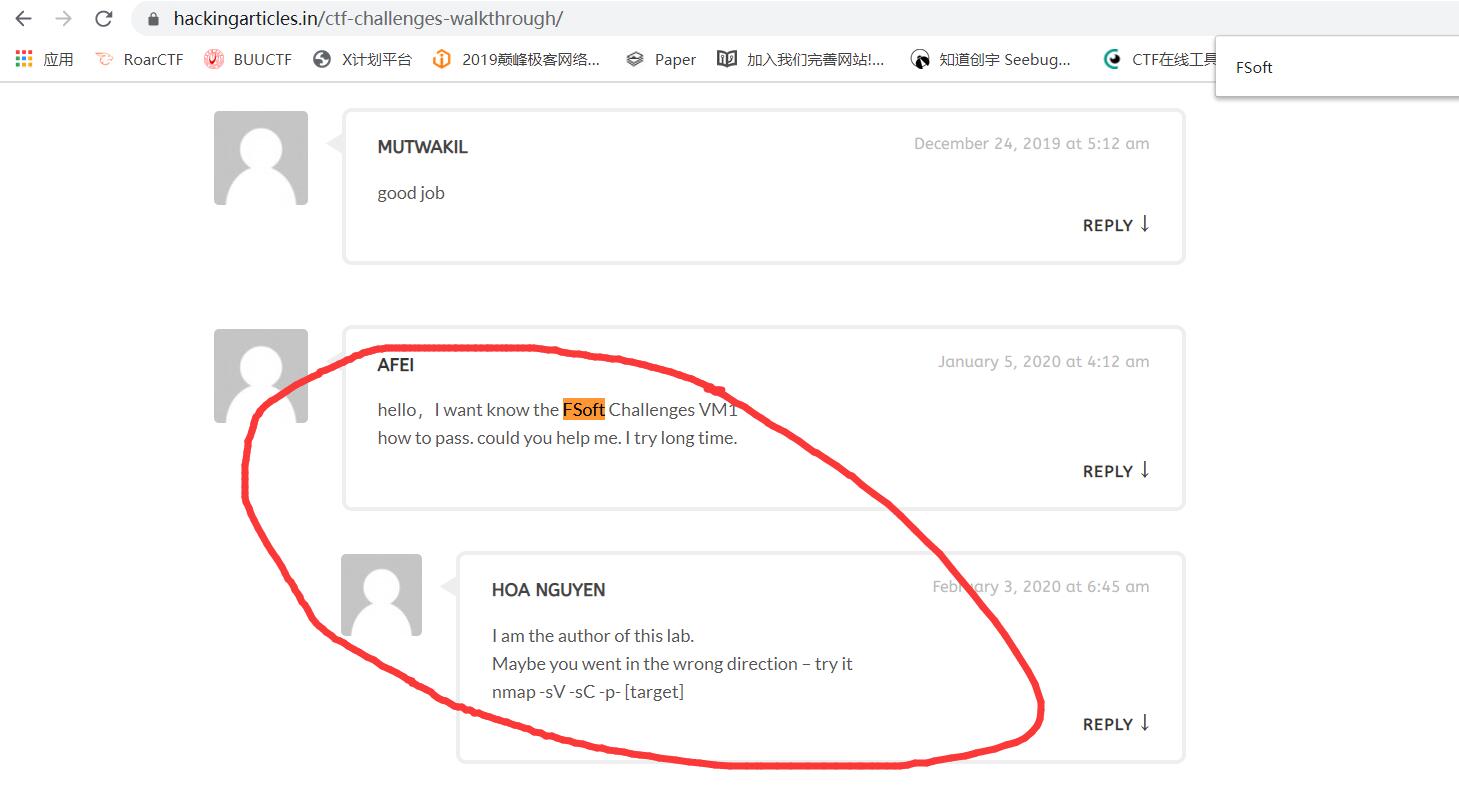 hackingarticles.in/ctf-challenges-walkthrough/
应用 RoarCTF BUUCTF X计划平台 2019巅峰极客网络... Paper 加入我们完善网站!... 知道创宇 Seebug... CTF在线工具
FSoft
MUTWAKIL
December 24, 2019 at 5:12 am
good job
REPLY ↓
AFEI
January 5, 2020 at 4:12 am
hello，I want know the FSoft Challenges VM1
how to pass. could you help me. I try long time.
REPLY ↓
HOA NGUYEN
February 3, 2020 at 6:45 am
I am the author of this lab.
Maybe you went in the wrong direction – try it
nmap -sV -sC -p- [target]
REPLY ↓